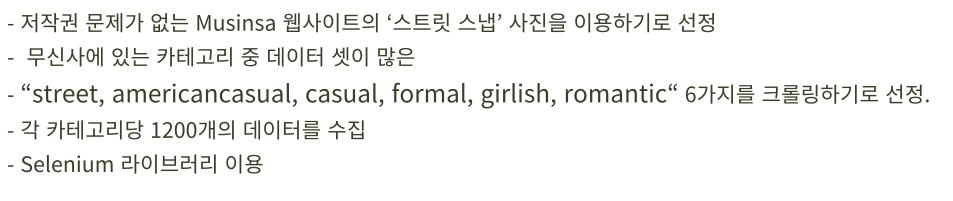 - 저작권 문제가 없는 Musinsa 웹사이트의 ‘스트릿 스냅’ 사진을 이용하기로 선정
- 무신사에 있는 카테고리 중 데이터 셋이 많은
- “street, americancasual, casual, formal, girlish, romantic“ 6가지를 크롤링하기로 선정.
- 각 카테고리당 1200개의 데이터를 수집
- Selenium 라이브러리 이용